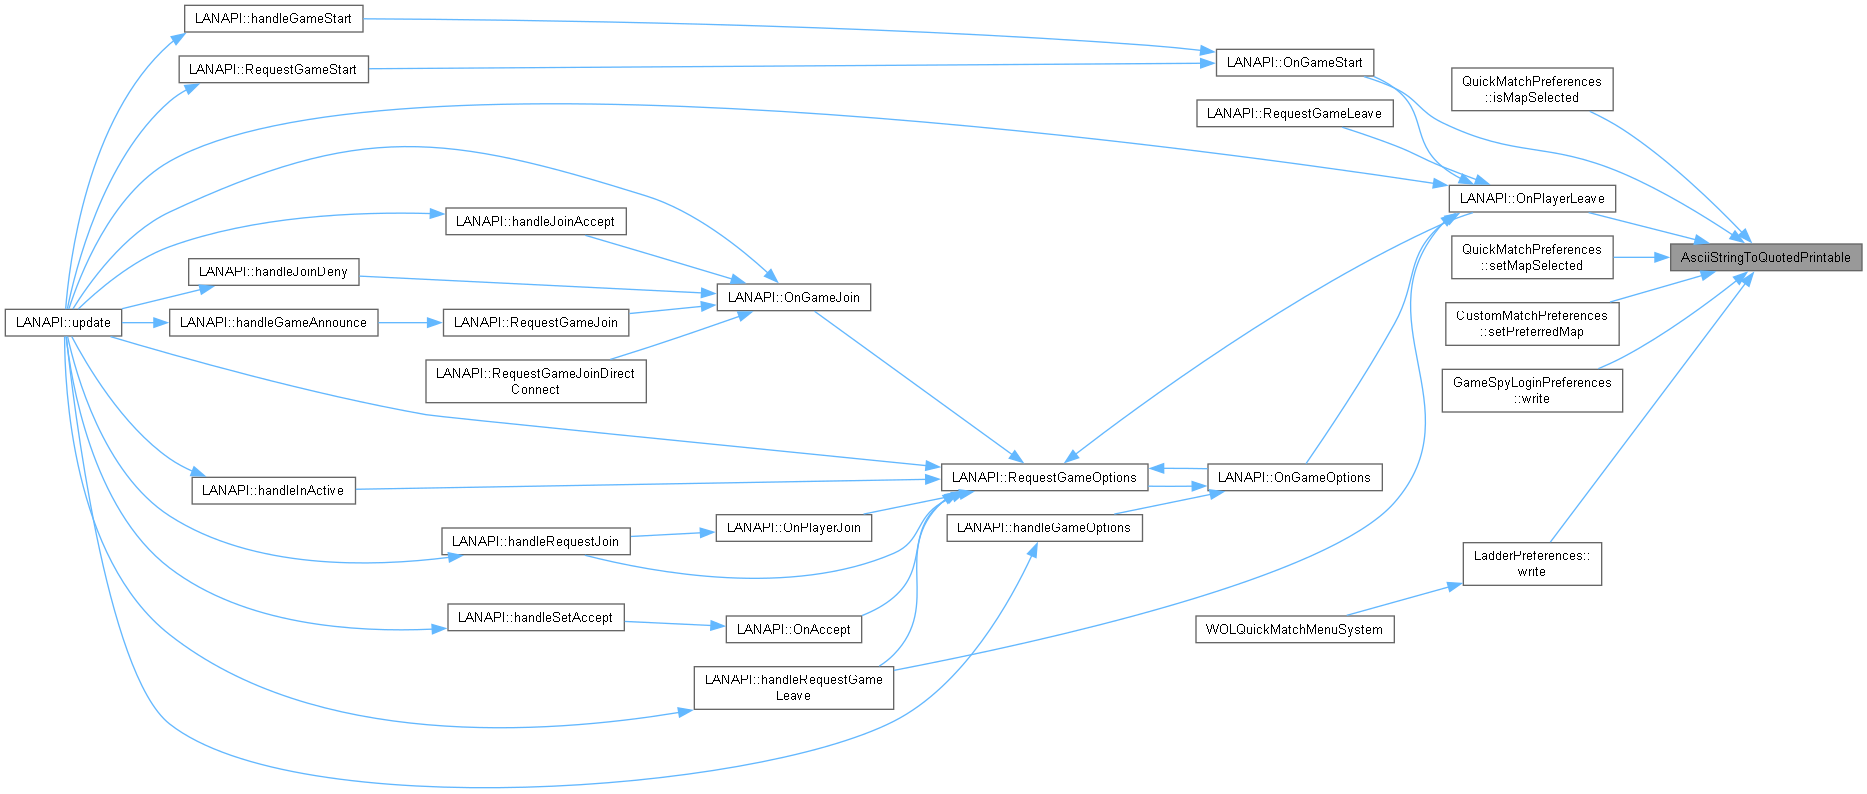 LANAPI::handleGameStart
LANAPI::RequestGameStart
LANAPI::OnGameStart
QuickMatchPreferences
::isMapSelected
LANAPI::RequestGameLeave
LANAPI::OnPlayerLeave
LANAPI::handleJoinAccept
QuickMatchPreferences
::setMapSelected
AsciiStringToQuotedPrintable
LANAPI::handleJoinDeny
LANAPI::OnGameJoin
LANAPI::update
LANAPI::handleGameAnnounce
LANAPI::RequestGameJoin
CustomMatchPreferences
::setPreferredMap
LANAPI::RequestGameJoinDirect
Connect
GameSpyLoginPreferences
::write
LANAPI::handleInActive
LANAPI::RequestGameOptions
LANAPI::OnGameOptions
LANAPI::handleRequestJoin
LANAPI::OnPlayerJoin
LANAPI::handleGameOptions
LadderPreferences::
write
LANAPI::handleSetAccept
LANAPI::OnAccept
WOLQuickMatchMenuSystem
LANAPI::handleRequestGame
Leave